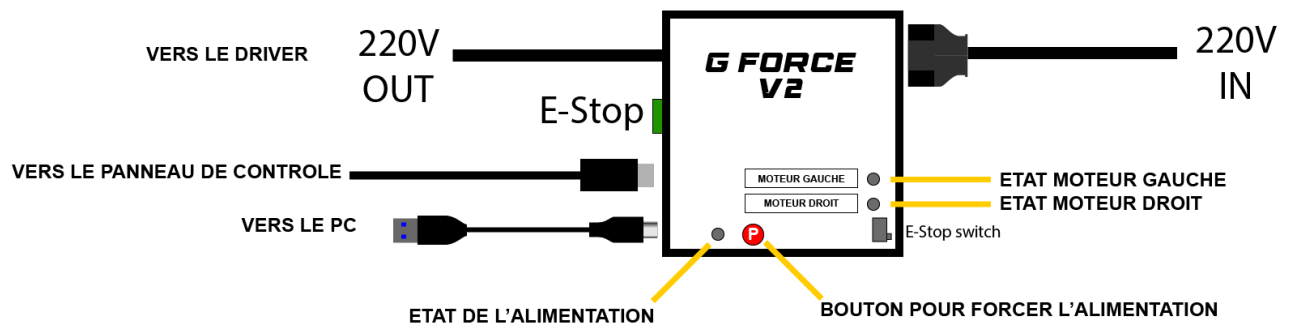 VERS LE DRIVER
220V
OUT
G FORCE
V2
220V
IN
E-Stop
VERS LE PANNEAU DE CONTROLE
MOTEUR GAUCHE
ETAT MOTEUR GAUCHE
MOTEUR DROIT
ETAT MOTEUR DROIT
VERS LE PC
P
E-Stop switch
ETAT DE L'ALIMENTATION
BOUTON POUR FORCER L'ALIMENTATION